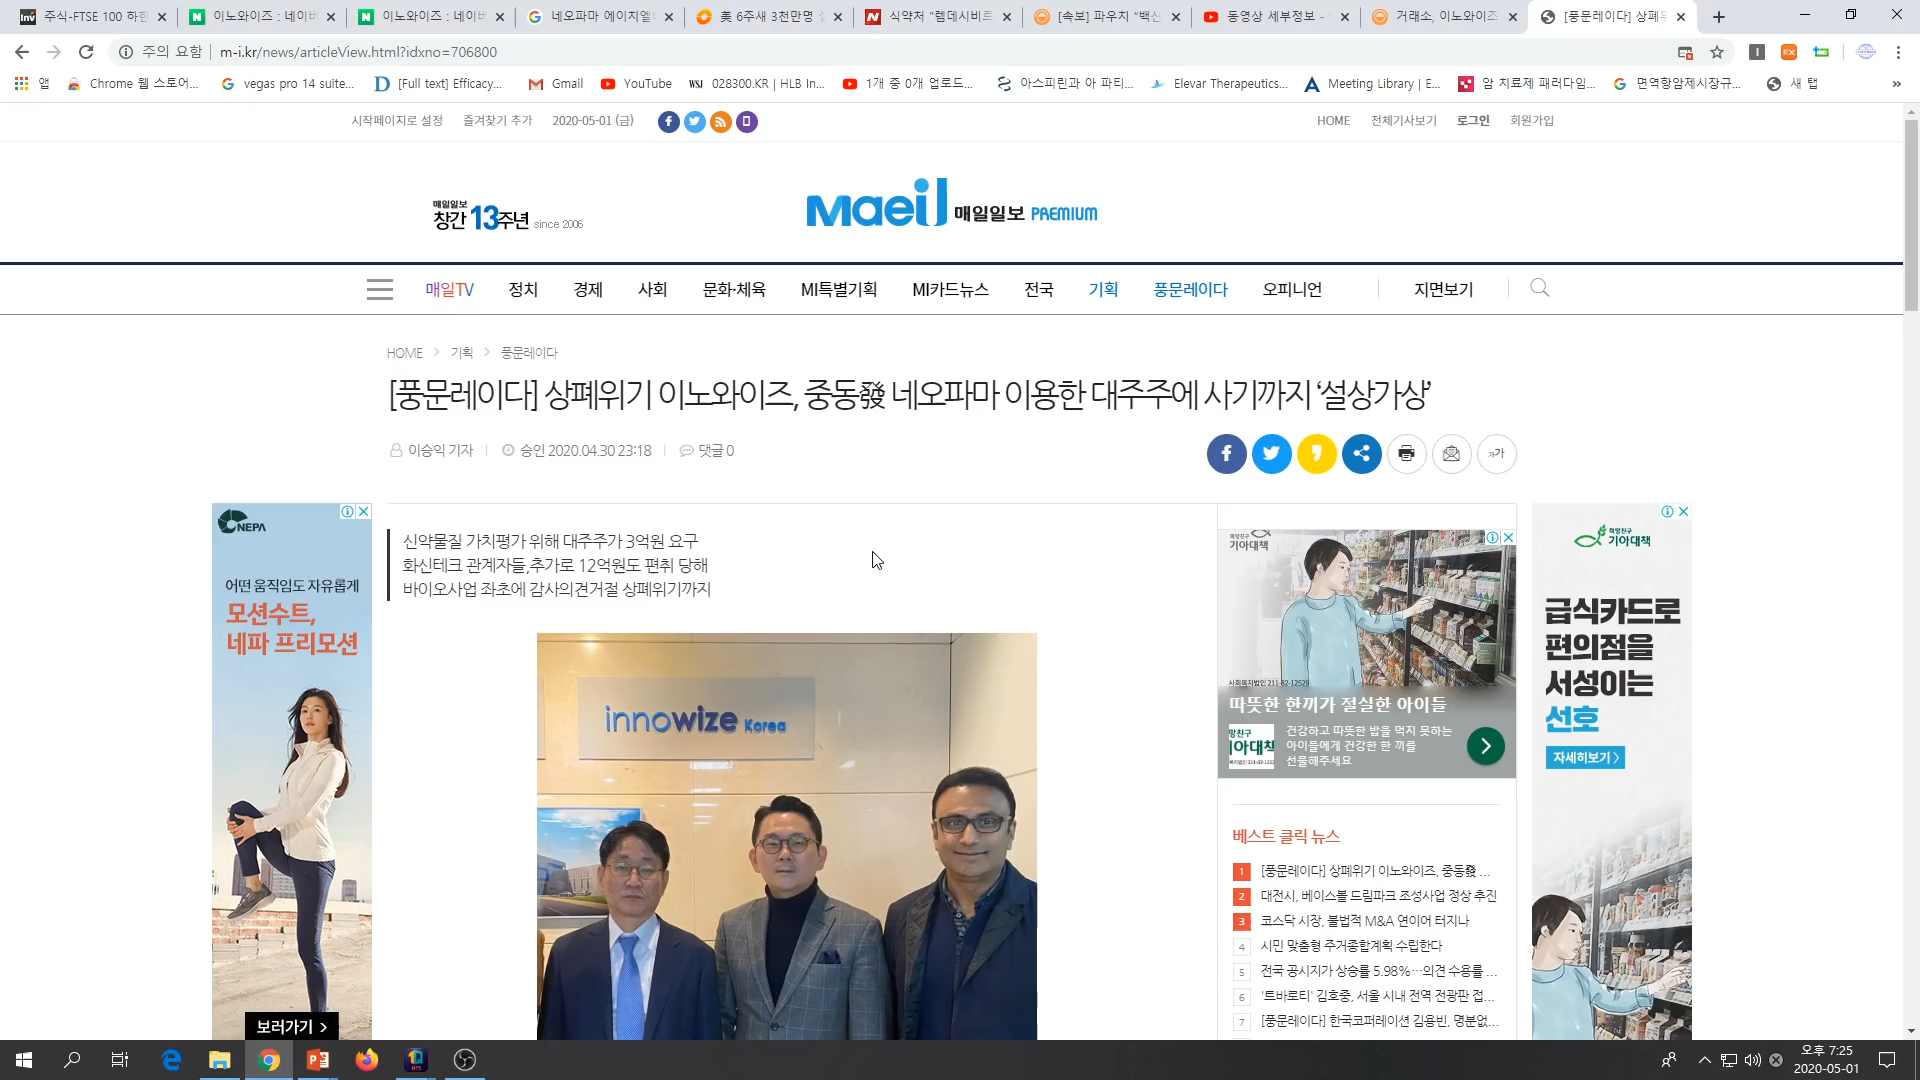 주식-FTSE 100 하한
이노와이즈 : 네이버
이노와이즈 : 네이버
네오파마 에이치엘
美 6주새 3천만명
식약처 "렘데시비르
[속보] 파우치 "백신
동영상 세부정보 -
거래소, 이노와이즈
[풍문레이다] 상폐위
주의 요함 | m-i.kr/news/articleView.html?idxno=706800
앱 Chrome 웹 스토어... vegas pro 14 suite... [Full text] Efficacy... Gmail YouTube WSJ 028300.KR | HLB In... 1개 중 0개 업로드... 아스피린과 아 파티... Elevar Therapeutics... Meeting Library | E... 암 치료제 패러다임... 면역항암제시장규... 새 탭 »
시작페이지로 설정 즐겨찾기 추가 2020-05-01 (금)
HOME 전체기사보기 로그인 회원가입
매일일보
창간 13주년 since 2006
Maeil 매일일보 PREMIUM
매일TV 정치 경제 사회 문화·체육 MI특별기획 MI카드뉴스 전국 기획 풍문레이다 오피니언 지면보기
HOME > 기획 > 풍문레이다
[풍문레이다] 상폐위기 이노와이즈, 중동發 네오파마 이용한 대주주에 사기까지 ‘설상가상’
이승익 기자 | 승인 2020.04.30 23:18 | 댓글 0
가가
신약물질 가치평가 위해 대주주가 3억원 요구
화신테크 관계자들,추가로 12억원도 편취 당해
바이오사업 좌초에 감사의견거절 상폐위기까지
innowize Korea
NEPA
어떤 움직임도 자유롭게
모션수트,
네파 프리모션
보러가기 >
희망친구
기아대책
사회복지법인 211-82-12529
따뜻한 한끼가 절실한 아이들
건강하고 따뜻한 밥을 먹지 못하는
아이들에게 건강한 한 끼를
선물해주세요
베스트 클릭 뉴스
1 [풍문레이다] 상폐위기 이노와이즈, 중동發 ...
2 대전시, 베이스볼 드림파크 조성사업 정상 추진
3 코스닥 시장, 불법적 M&A 연이어 터지나
4 시민 맞춤형 주거종합계획 수립한다
5 전국 공시지가 상승률 5.98%…의견 수용률 ...
6 '트바로티' 김호중, 서울 시내 전역 전광판 접...
7 [풍문레이다] 한국코퍼레이션 김용빈, 명분없...
희망친구
기아대책
급식카드로
편의점을
서성이는
선호
자세히보기 >
오후 7:25
2020-05-01